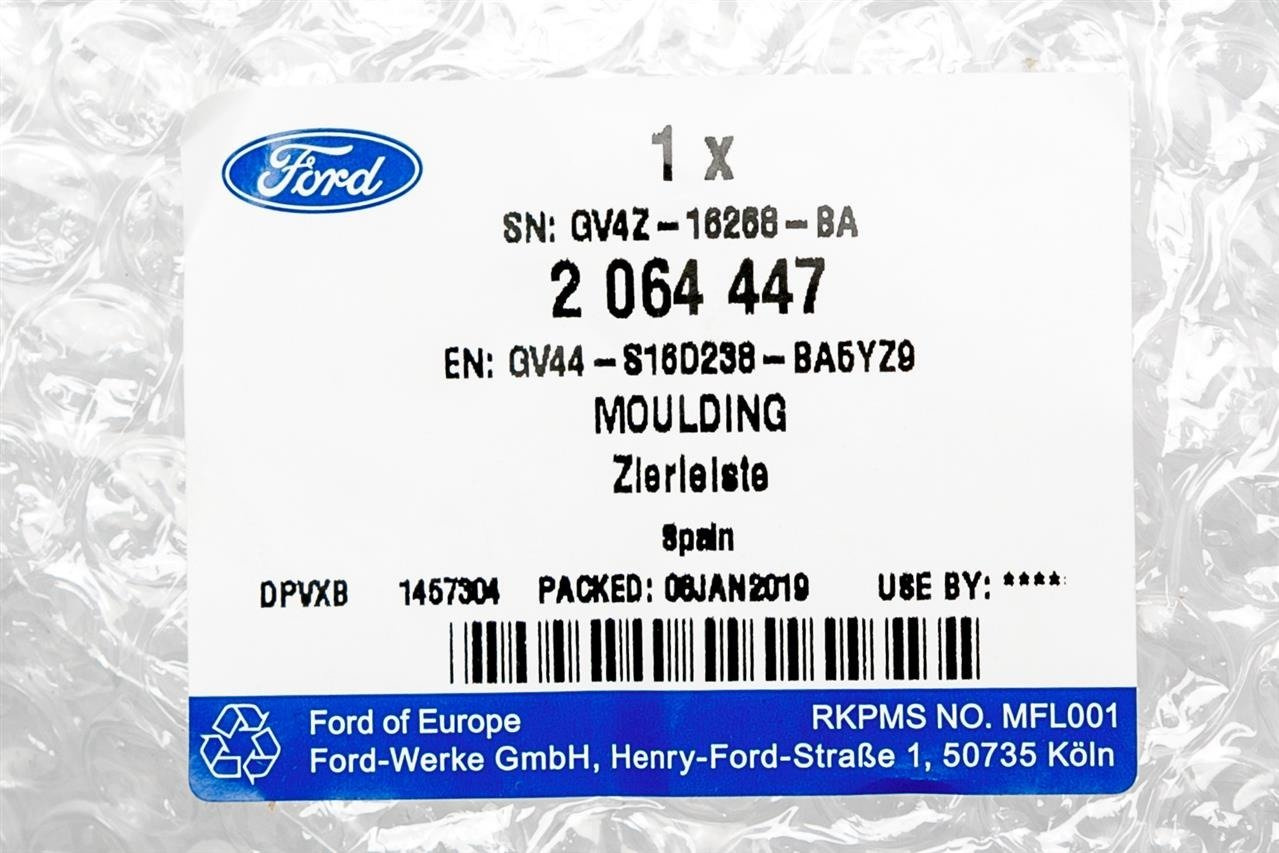 Ford
1 x
SN: GV4Z-16268-BA
2 064 447
EN: GV44-S16D238-BA5YZ9
MOULDING
Zierleiste
Spain
DPVXB 1457304 PACKED: 06JAN2019 USE BY: ****
Ford of Europe RKPMS NO. MFL001
Ford-Werke GmbH, Henry-Ford-Straße 1, 50735 Köln